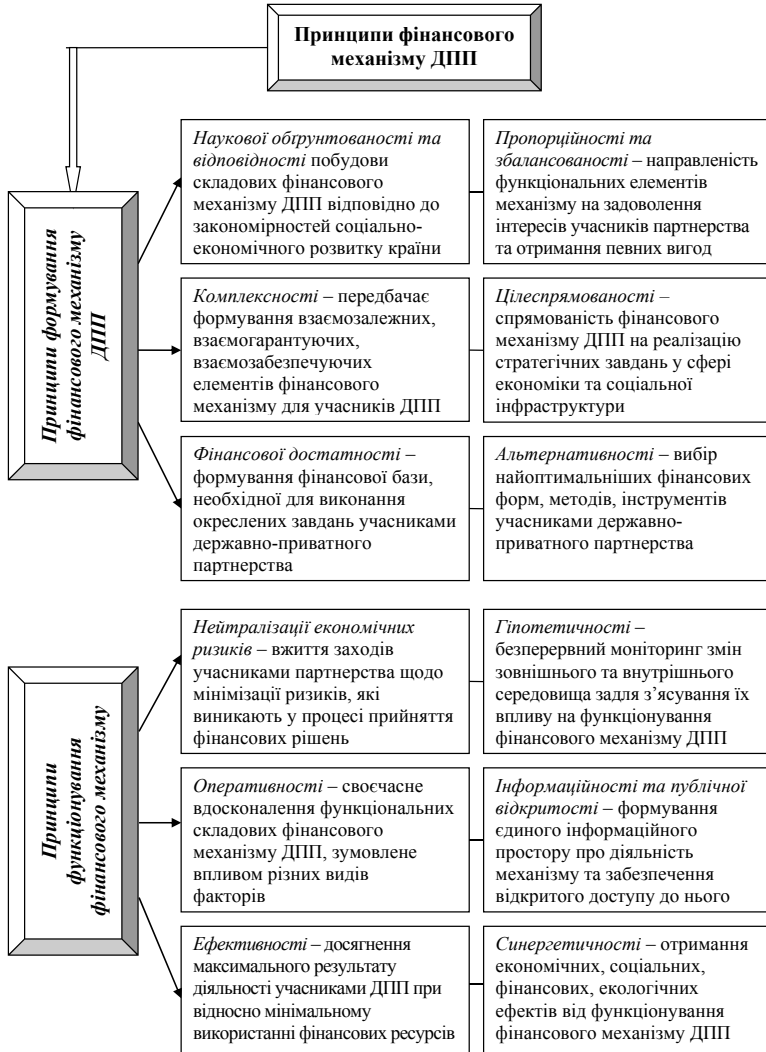 Принципи фінансового
механізму ДПП
Принципи формування
фінансового механізму
ДПП
Наукової обґрунтованості та
відповідності побудови
складових фінансового
механізму ДПП відповідно до
закономірностей соціально-
економічного розвитку країни
Пропорційності та
збалансованості – направленість
функціональних елементів
механізму на задоволення
інтересів учасників партнерства
та отримання певних вигод
Комплексності – передбачає
формування взаємозалежних,
взаємогарантуючих,
взаємозабезпечуючих
елементів фінансового
механізму для учасників ДПП
Цілеспрямованості –
спрямованість фінансового
механізму ДПП на реалізацію
стратегічних завдань у сфері
економіки та соціальної
інфраструктури
Фінансової достатності –
формування фінансової бази,
необхідної для виконання
окреслених завдань учасниками
державно-приватного
партнерства
Альтернативності – вибір
найоптимальніших фінансових
форм, методів, інструментів
учасниками державно-
приватного партнерства
Принципи
функціонування
фінансового механізму
Нейтралізації економічних
ризиків – вжиття заходів
учасниками партнерства щодо
мінімізації ризиків, які
виникають у процесі прийняття
фінансових рішень
Гіпотетичності –
безперервний моніторинг змін
зовнішнього та внутрішнього
середовища задля з’ясування їх
впливу на функціонування
фінансового механізму ДПП
Оперативності – своєчасне
вдосконалення функціональних
складових фінансового
механізму ДПП, зумовлене
впливом різних видів
факторів
Інформаційності та публічної
відкритості – формування
єдиного інформаційного
простору про діяльність
механізму та забезпечення
відкритого доступу до нього
Ефективності – досягнення
максимального результату
діяльності учасниками ДПП при
відносно мінімальному
використанні фінансових ресурсів
Синергетичності – отримання
економічних, соціальних,
фінансових, екологічних
ефектів від функціонування
фінансового механізму ДПП